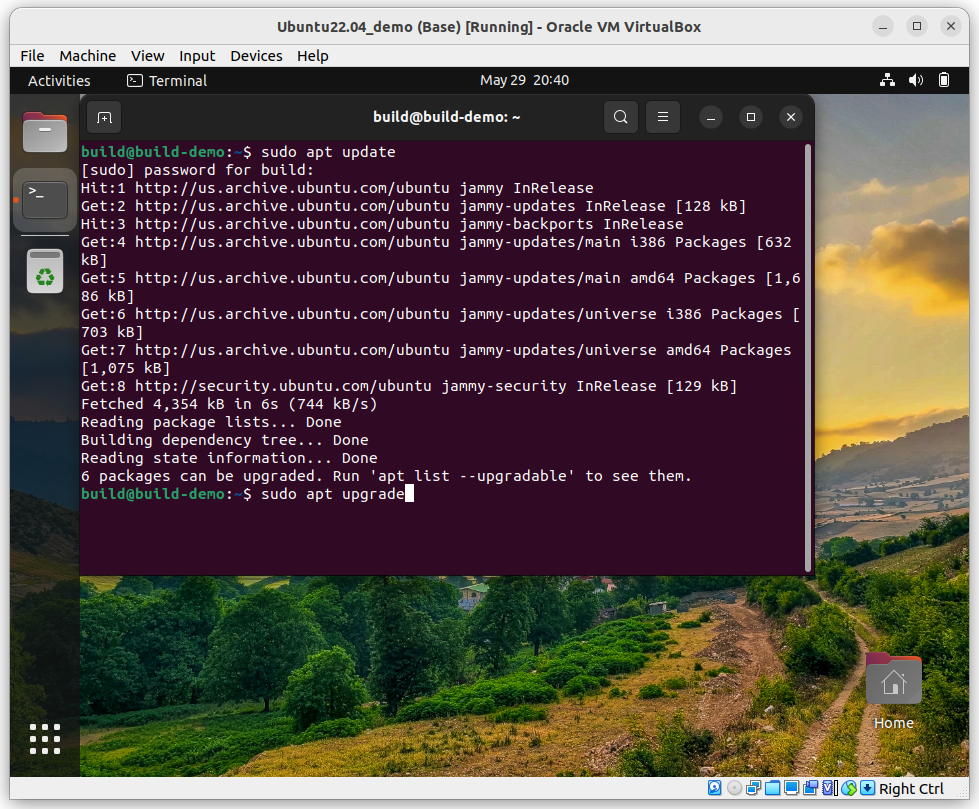 Ubuntu22.04_demo (Base) [Running] - Oracle VM VirtualBox
File Machine View Input Devices Help
Activities Terminal May 29 20:40
build@build-demo: ~
build@build-demo:~$ sudo apt update
[sudo] password for build:
Hit:1 http://us.archive.ubuntu.com/ubuntu jammy InRelease
Get:2 http://us.archive.ubuntu.com/ubuntu jammy-updates InRelease [128 kB]
Hit:3 http://us.archive.ubuntu.com/ubuntu jammy-backports InRelease
Get:4 http://us.archive.ubuntu.com/ubuntu jammy-updates/main i386 Packages [632
kB]
Get:5 http://us.archive.ubuntu.com/ubuntu jammy-updates/main amd64 Packages [1,6
86 kB]
Get:6 http://us.archive.ubuntu.com/ubuntu jammy-updates/universe i386 Packages [
703 kB]
Get:7 http://us.archive.ubuntu.com/ubuntu jammy-updates/universe amd64 Packages
[1,075 kB]
Get:8 http://security.ubuntu.com/ubuntu jammy-security InRelease [129 kB]
Fetched 4,354 kB in 6s (744 kB/s)
Reading package lists... Done
Building dependency tree... Done
Reading state information... Done
6 packages can be upgraded. Run 'apt list --upgradable' to see them.
build@build-demo:~$ sudo apt upgrade
Home
Right Ctrl